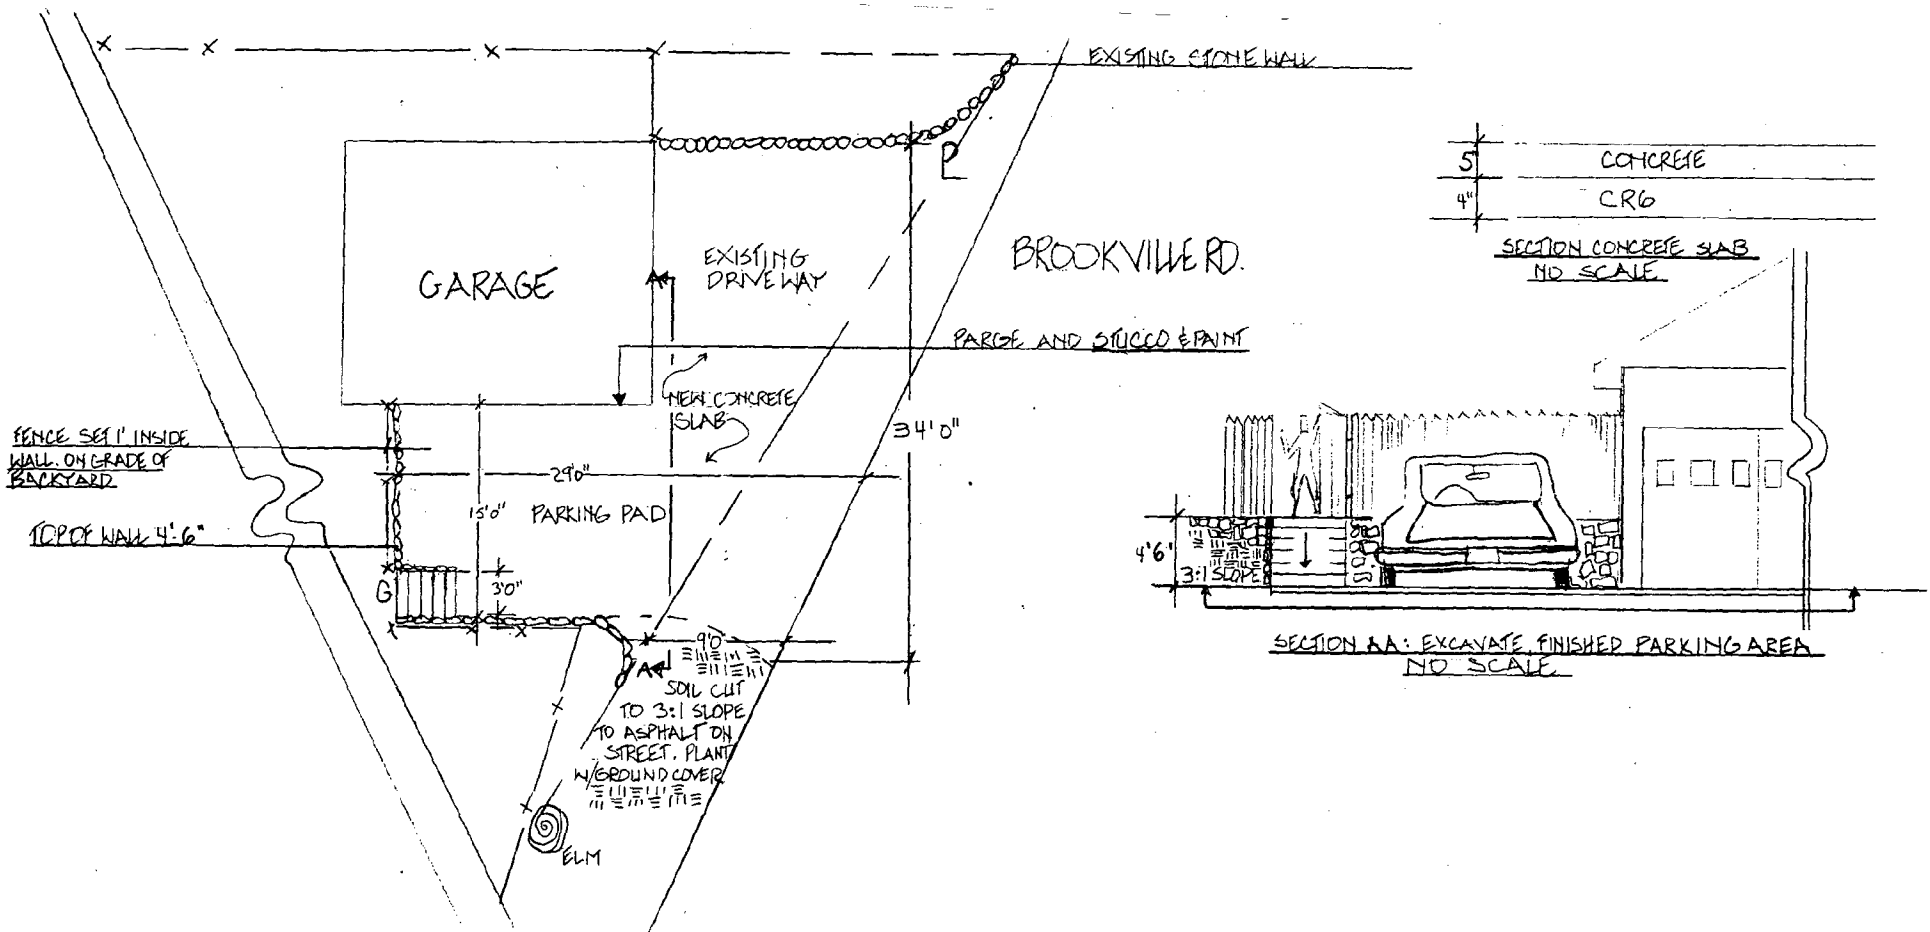 EXISTING STONE WALL
P
L
BROOKVILLE RD.
GARAGE
A
EXISTING
DRIVEWAY
PARGE AND STUCCO & PAINT
NEW CONCRETE
SLAB
34'0"
FENCE SET 1' INSIDE
WALL. ON GRADE OF
BACKYARD
29'0"
15'0"
PARKING PAD
TOP OF WALL 4'-6"
G
3'0"
9'0"
A
SOIL CUT
TO 3:1 SLOPE
TO ASPHALT ON
STREET. PLANT
W/GROUND COVER
ELM
5"
CONCRETE
4"
CR6
SECTION CONCRETE SLAB
NO SCALE
4'6"
3:1 SLOPE
SECTION AA: EXCAVATE, FINISHED PARKING AREA
NO SCALE